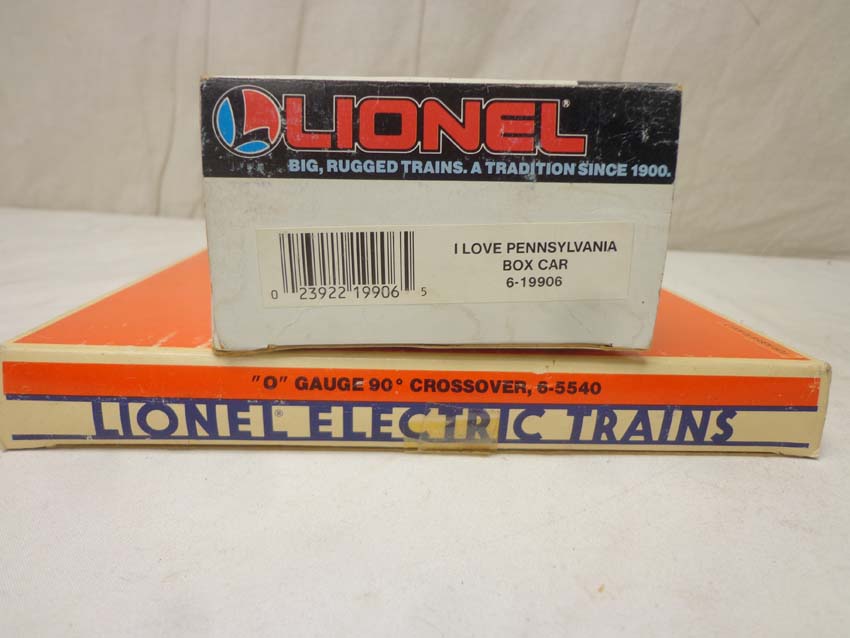 LIONEL®
BIG, RUGGED TRAINS. A TRADITION SINCE 1900.
I LOVE PENNSYLVANIA
BOX CAR
6-19906
0 23922 19906 5
"O" GAUGE 90° CROSSOVER, 6-5540
LIONEL® ELECTRIC TRAINS